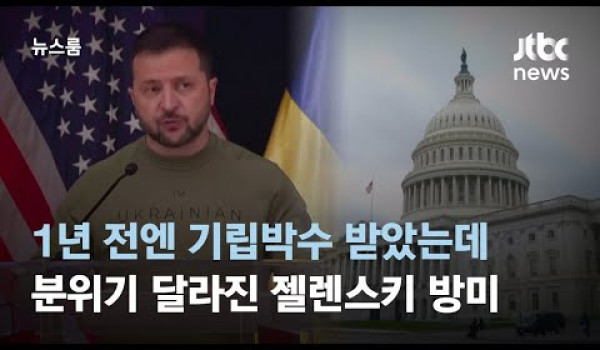 뉴스룸
jtbc
news
UKRAINIAN
1년 전엔 기립박수 받았는데
분위기 달라진 젤렌스키 방미